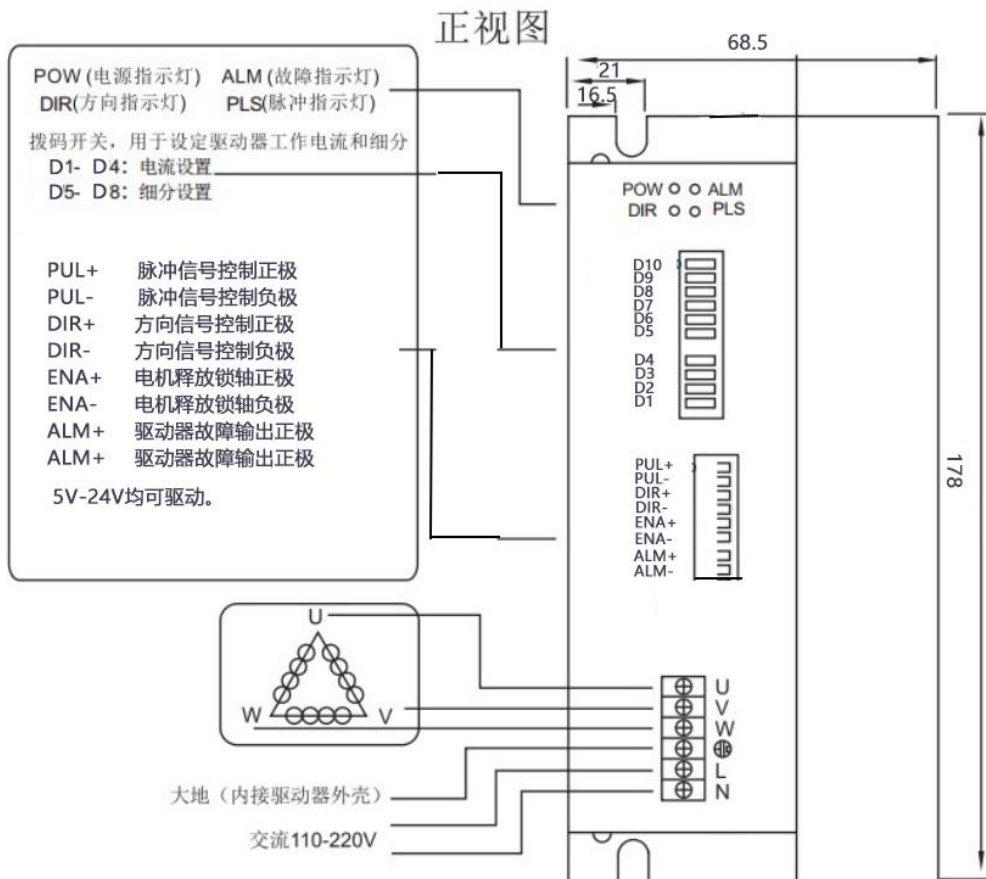 正视图
POW (电源指示灯) ALM (故障指示灯)
DIR(方向指示灯) PLS(脉冲指示灯)
拨码开关，用于设定驱动器工作电流和细分
D1- D4：电流设置
D5- D8：细分设置
PUL+ 脉冲信号控制正极
PUL- 脉冲信号控制负极
DIR+ 方向信号控制正极
DIR- 方向信号控制负极
ENA+ 电机释放锁轴正极
ENA- 电机释放锁轴负极
ALM+ 驱动器故障输出正极
ALM+ 驱动器故障输出正极
5V-24V均可驱动。
U
W V
大地（内接驱动器外壳）
交流110-220V
68.5
21
16.5
POW ALM
DIR PLS
D10
D9
D8
D7
D6
D5
D4
D3
D2
D1
PUL+
PUL-
DIR+
DIR-
ENA+
ENA-
ALM+
ALM-
178
U
V
W
L
N